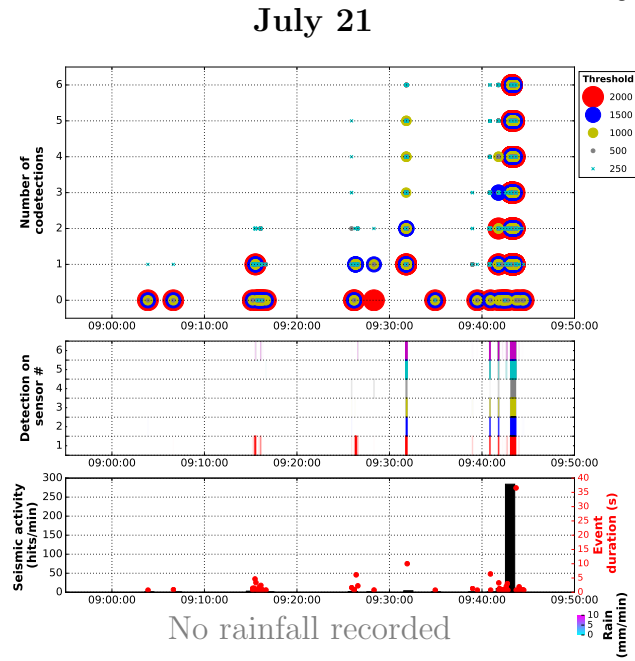 July 21
Number of
codetections
6
5
4
3
2
1
0
09:00:00 09:10:00 09:20:00 09:30:00 09:40:00 09:50:00
Threshold
2000
1500
1000
500
250
Detection on
sensor #
6
5
4
3
2
1
09:00:00 09:10:00 09:20:00 09:30:00 09:40:00 09:50:00
Seismic activity
(hits/min)
300
250
200
150
100
50
0
40
35
30
25
20
15
10
5
0
Event
duration (s)
09:00:00 09:10:00 09:20:00 09:30:00 09:40:00 09:50:00
No rainfall recorded
10
5
0
Rain
(mm/min)